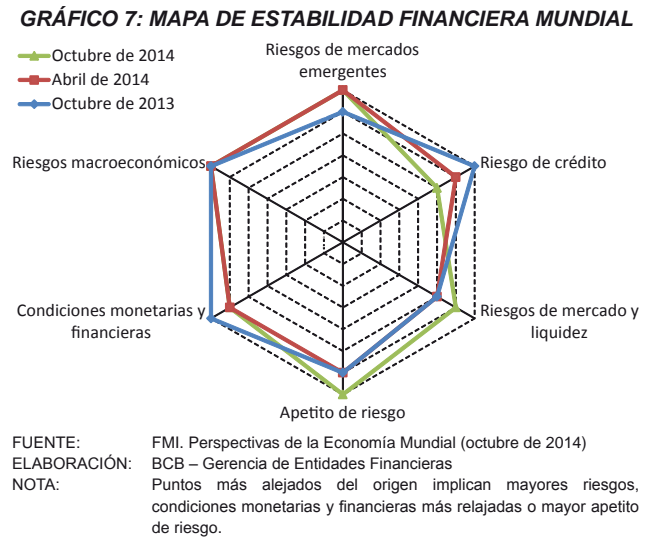 GRÁFICO 7: MAPA DE ESTABILIDAD FINANCIERA MUNDIAL
Octubre de 2014
Abril de 2014
Octubre de 2013
Riesgos de mercados
emergentes
Riesgos macroeconómicos
Riesgo de crédito
Condiciones monetarias y
financieras
Riesgos de mercado y
liquidez
Apetito de riesgo
FUENTE: FMI. Perspectivas de la Economía Mundial (octubre de 2014)
ELABORACIÓN: BCB – Gerencia de Entidades Financieras
NOTA: Puntos más alejados del origen implican mayores riesgos,
condiciones monetarias y financieras más relajadas o mayor apetito
de riesgo.